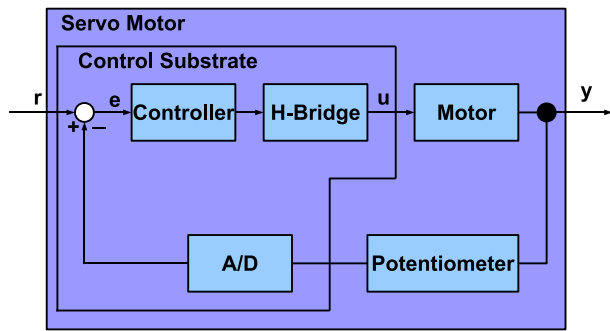 Servo Motor
Control Substrate
r
e
Controller
H-Bridge
u
Motor
y
+
−
A/D
Potentiometer